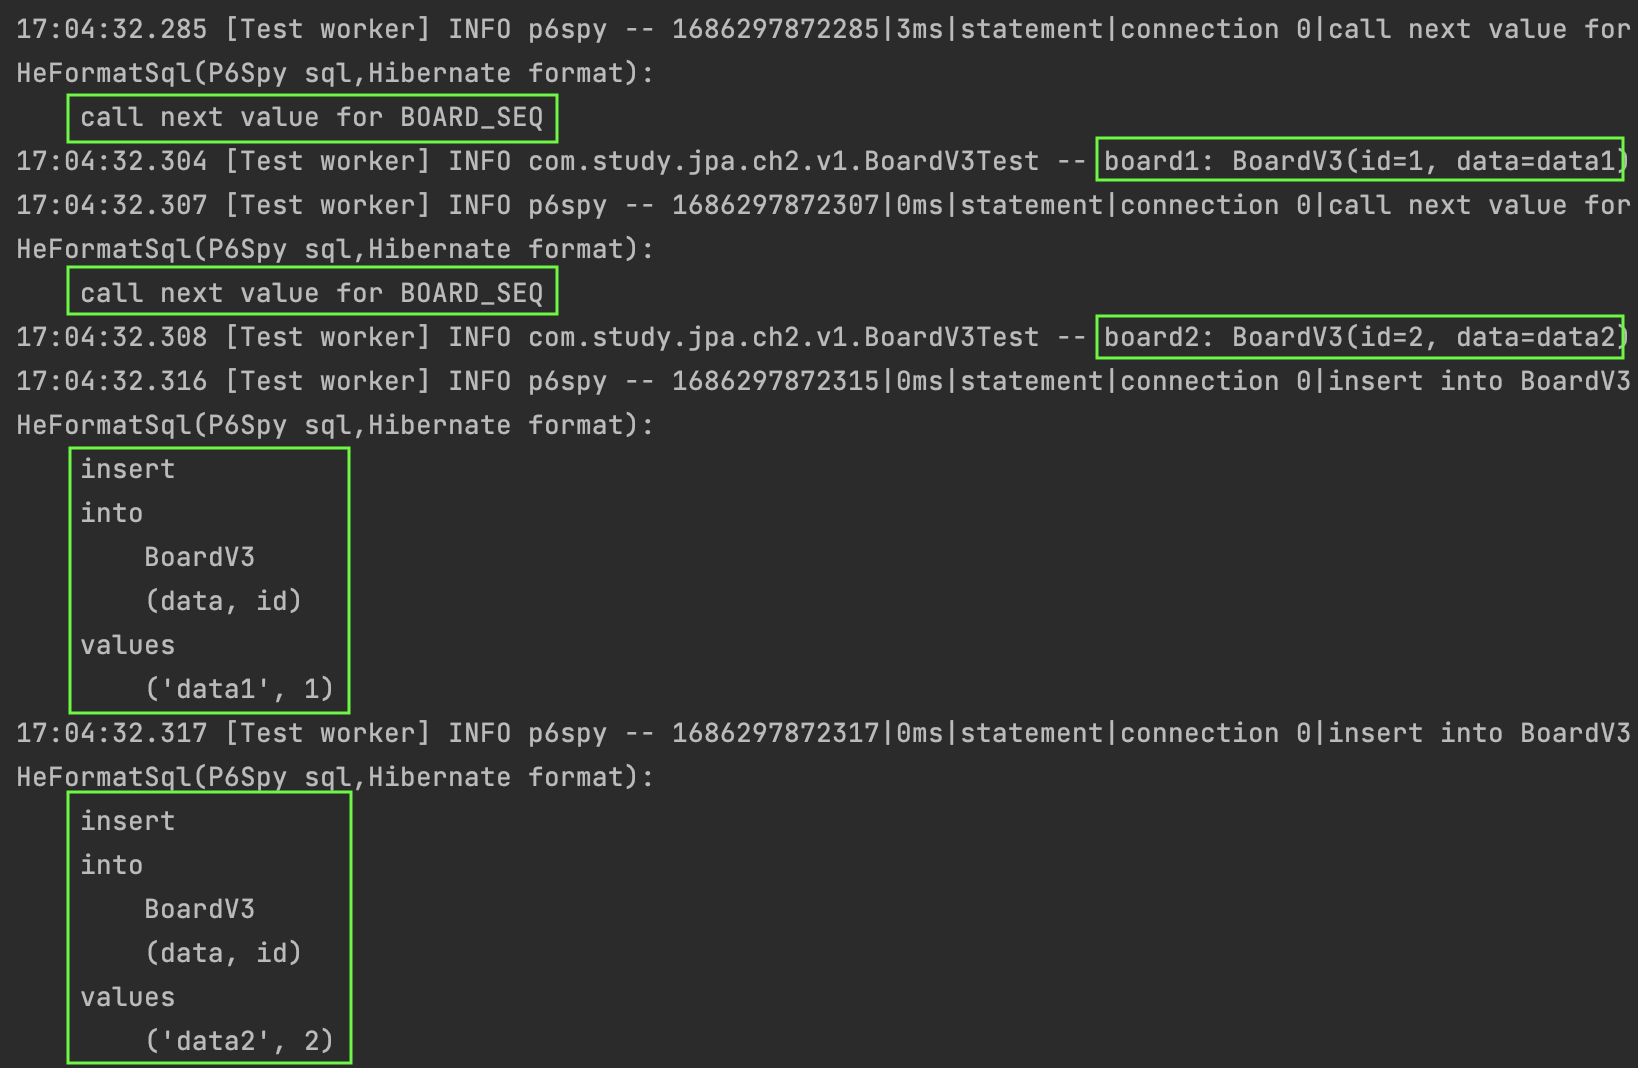 17:04:32.285 [Test worker] INFO p6spy -- 1686297872285|3ms|statement|connection 0|call next value for
HeFormatSql(P6Spy sql,Hibernate format):
    call next value for BOARD_SEQ
17:04:32.304 [Test worker] INFO com.study.jpa.ch2.v1.BoardV3Test -- board1: BoardV3(id=1, data=data1)
17:04:32.307 [Test worker] INFO p6spy -- 1686297872307|0ms|statement|connection 0|call next value for
HeFormatSql(P6Spy sql,Hibernate format):
    call next value for BOARD_SEQ
17:04:32.308 [Test worker] INFO com.study.jpa.ch2.v1.BoardV3Test -- board2: BoardV3(id=2, data=data2)
17:04:32.316 [Test worker] INFO p6spy -- 1686297872315|0ms|statement|connection 0|insert into BoardV3
HeFormatSql(P6Spy sql,Hibernate format):
    insert
    into
        BoardV3
        (data, id)
    values
        ('data1', 1)
17:04:32.317 [Test worker] INFO p6spy -- 1686297872317|0ms|statement|connection 0|insert into BoardV3
HeFormatSql(P6Spy sql,Hibernate format):
    insert
    into
        BoardV3
        (data, id)
    values
        ('data2', 2)